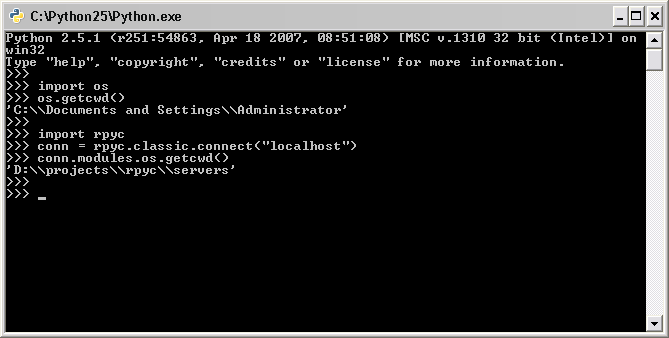 C:\Python25\Python.exe
Python 2.5.1 (r251:54863, Apr 18 2007, 08:51:08) [MSC v.1310 32 bit (Intel)] on
win32
Type "help", "copyright", "credits" or "license" for more information.
>>>
>>> import os
>>> os.getcwd()
'C:\\Documents and Settings\\Administrator'
>>>
>>> import rpyc
>>> conn = rpyc.classic.connect("localhost")
>>> conn.modules.os.getcwd()
'D:\\projects\\rpyc\\servers'
>>>
>>> _